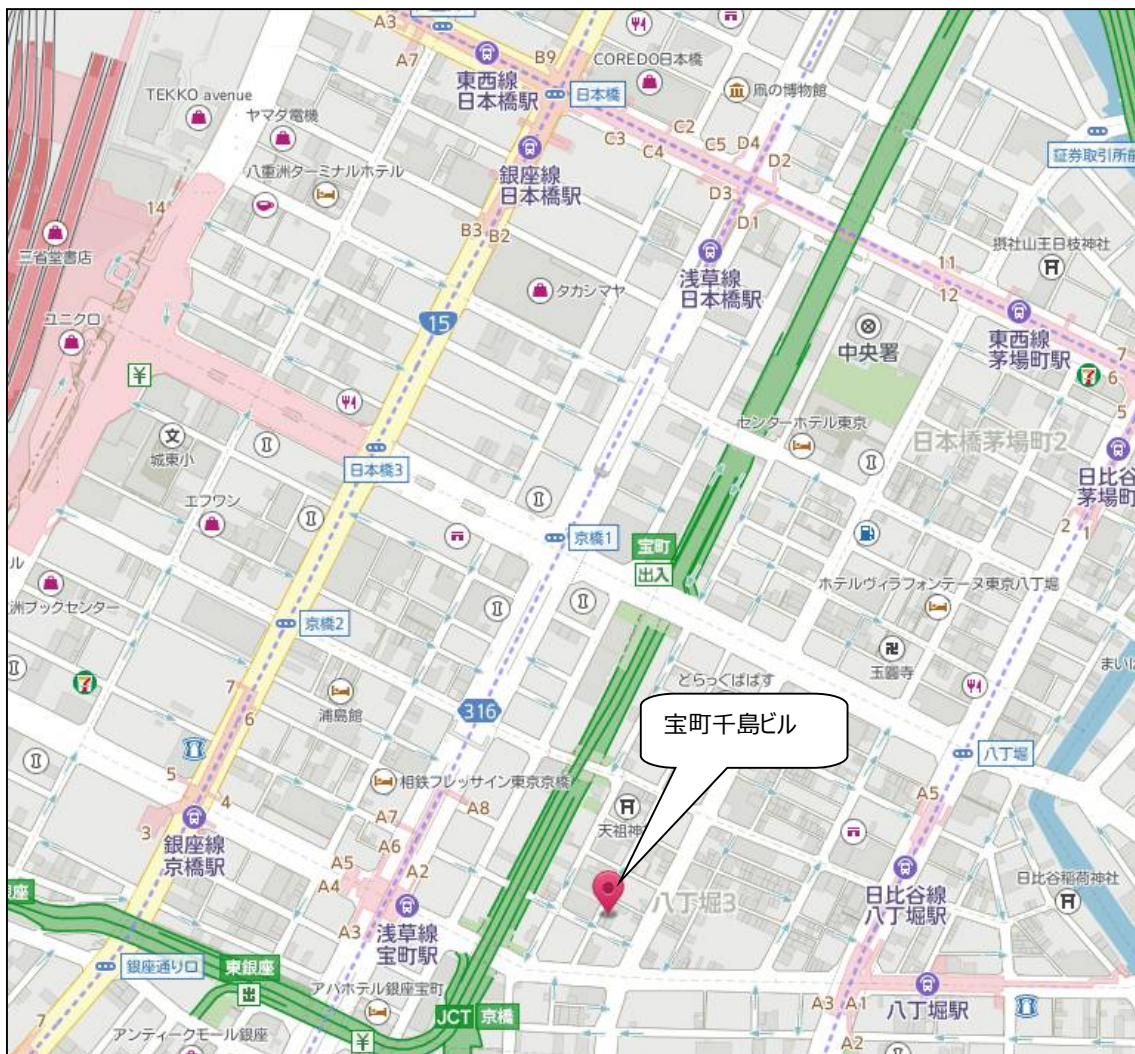 A3
A7
B9
東西線
日本橋駅
日本橋
COREDO日本橋
凧の博物館
TEKKO avenue
ヤマダ電機
C3
C4
C2
C5
D4
D2
証券取引所前
八重洲ターミナルホテル
銀座線
日本橋駅
D3
D1
14
B3
B2
三省堂書店
タカシマヤ
浅草線
日本橋駅
11
12
摂社山王日枝神社
ユニクロ
15
中央署
東西線
茅場町駅
7
6
5
センターホテル東京
日本橋茅場町2
城東小
文
日本橋3
日比谷
茅場町
エフワン
京橋1
宝町
出入
2
1
ル
洲ブックセンター
ホテルヴィラフォンテーヌ東京八丁堀
京橋2
玉圓寺
まいば
どらっぐぱぱす
7
6
浦島館
316
宝町千島ビル
八丁堀
5
4
3
相鉄フレッサイン東京京橋
A8
A7
A6
A5
A4
A2
A3
天祖神
A5
銀座線
京橋駅
八丁堀3
日比谷線
八丁堀駅
日比谷稲荷神社
座
浅草線
宝町駅
銀座通り口
東銀座
出
アパホテル銀座宝町
JCT
京橋
A3
A1
八丁堀駅
A2
7
アンティークモール銀座